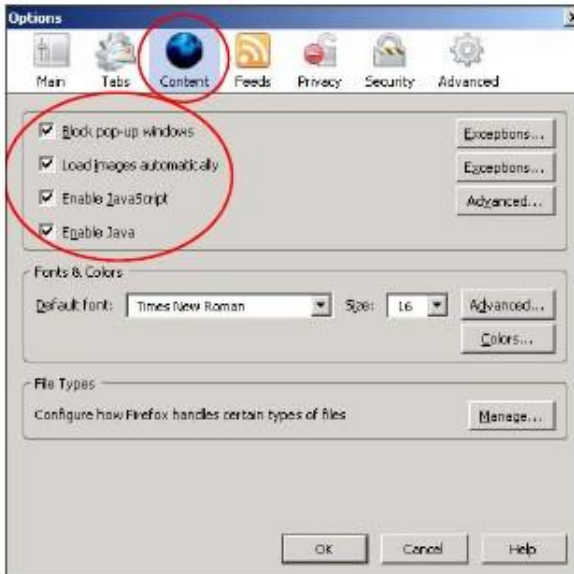 Options
Main Tabs Content Feeds Privacy Security Advanced
Block pop-up windows Exceptions...
Load images automatically Exceptions...
Enable JavaScript Advanced...
Enable Java
Fonts & Colors
Default font: Times New Roman Size: 16 Advanced...
Colors...
File Types
Configure how Firefox handles certain types of files Manage...
OK Cancel Help